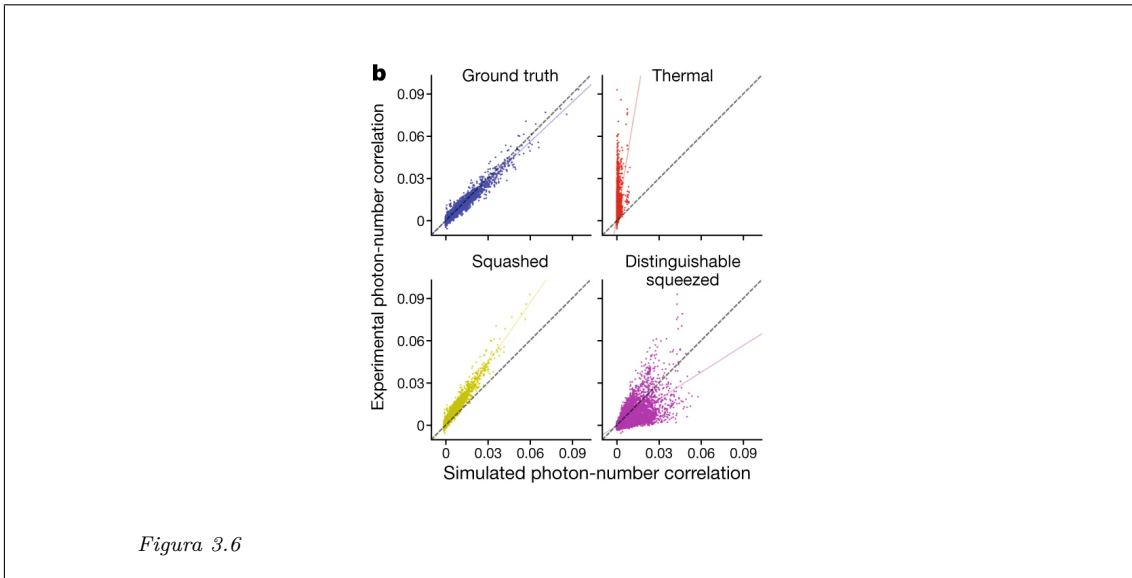 b
Ground truth
Thermal
Experimental photon-number correlation
0.09
0.06
0.03
0
Squashed
Distinguishable
squeezed
0.09
0.06
0.03
0
0 0.03 0.06 0.09
0 0.03 0.06 0.09
Simulated photon-number correlation
Figura 3.6